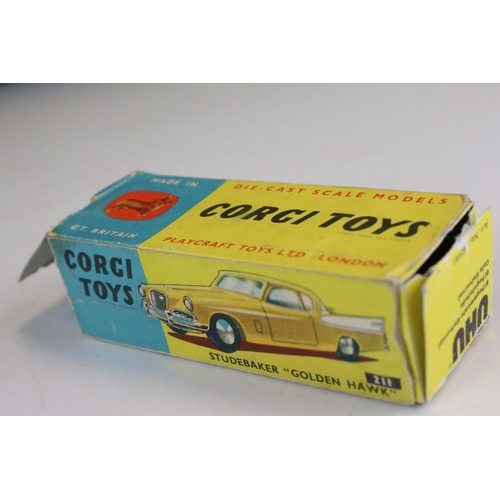 MADE IN
GT. BRITAIN
DIE-CAST SCALE MODELS
CORGI TOYS
PLAYCRAFT TOYS LTD LONDON
CORGI
TOYS
STUDEBAKER "GOLDEN HAWK"
211
UHU